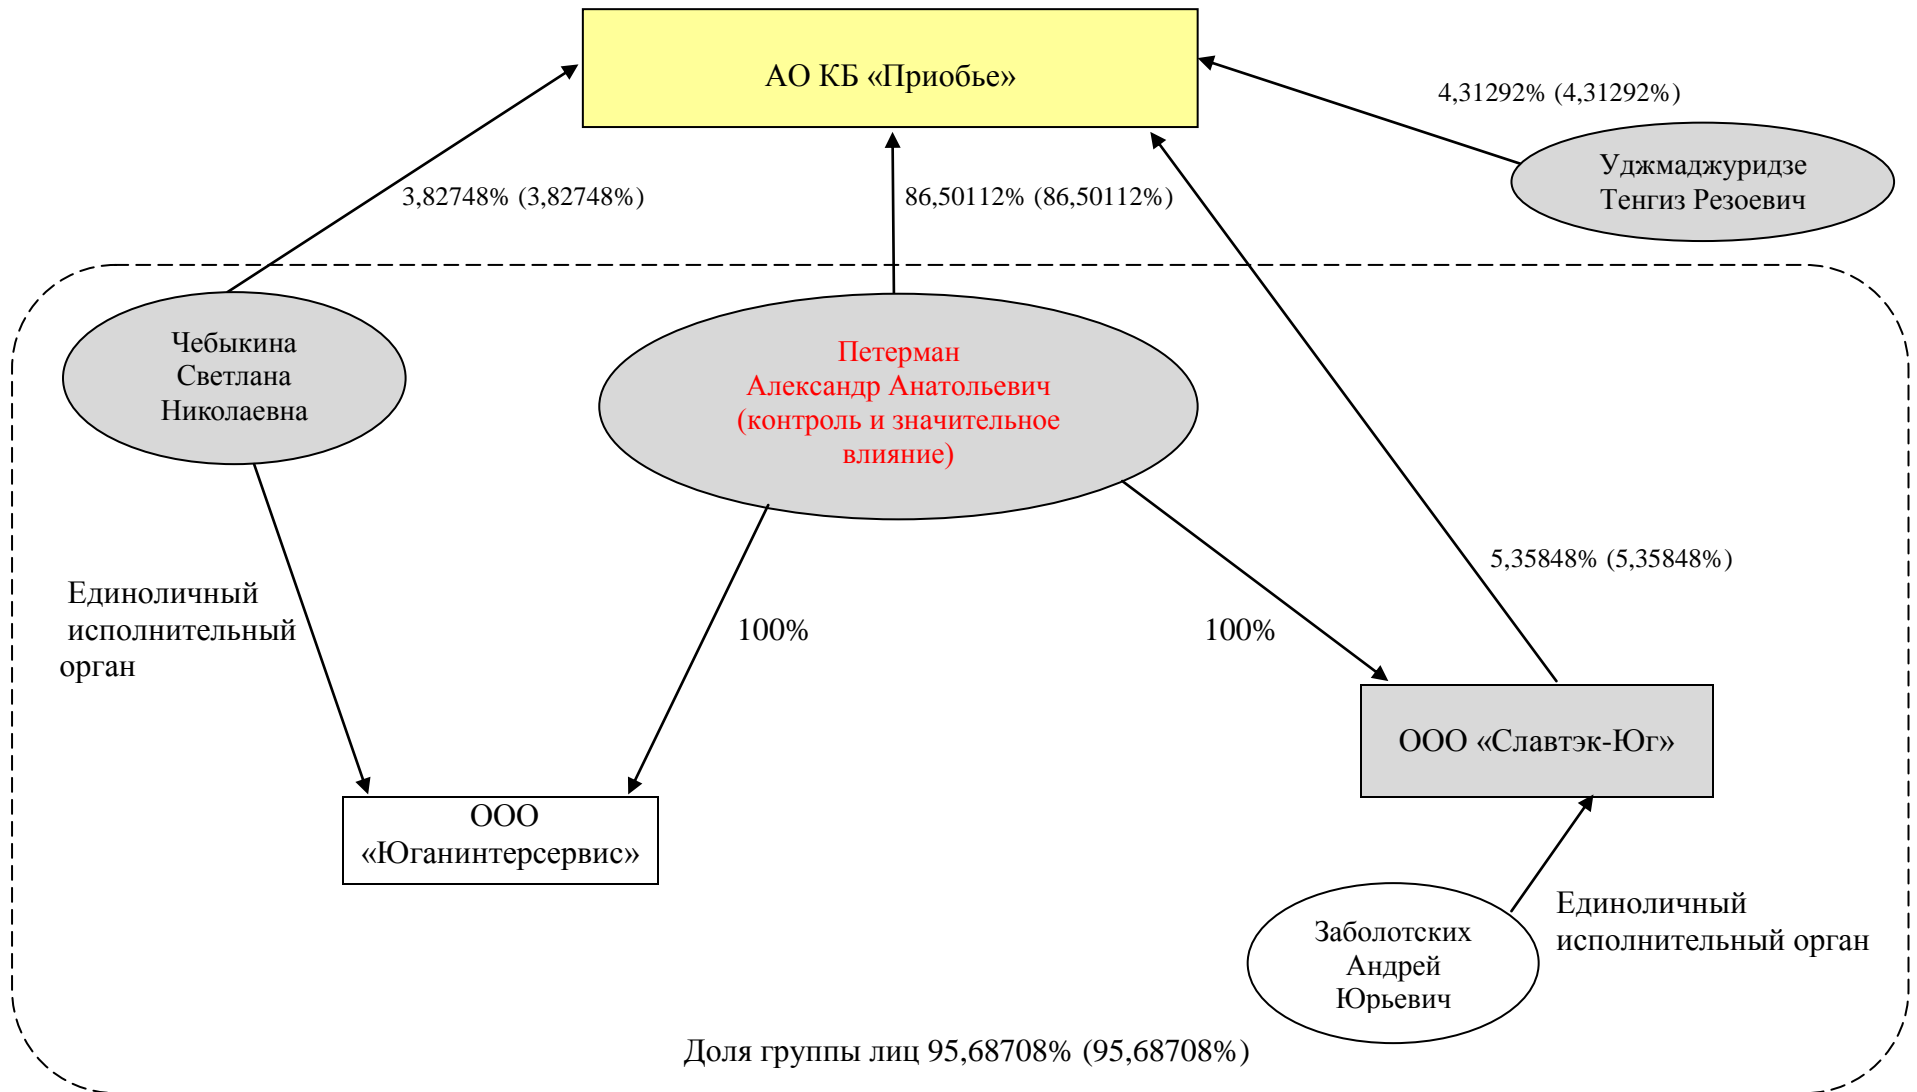 АО КБ «Приобье»
4,31292% (4,31292%)
Уджмаджуридзе
Тенгиз Резоевич
3,82748% (3,82748%)
86,50112% (86,50112%)
Чебыкина
Светлана
Николаевна
Петерман
Александр Анатольевич
(контроль и значительное
влияние)
5,35848% (5,35848%)
Единоличный
исполнительный
орган
100%
100%
ООО «Славтэк-Юг»
ООО
«Юганинтерсервис»
Заболотских
Андрей
Юрьевич
Единоличный
исполнительный орган
Доля группы лиц 95,68708% (95,68708%)